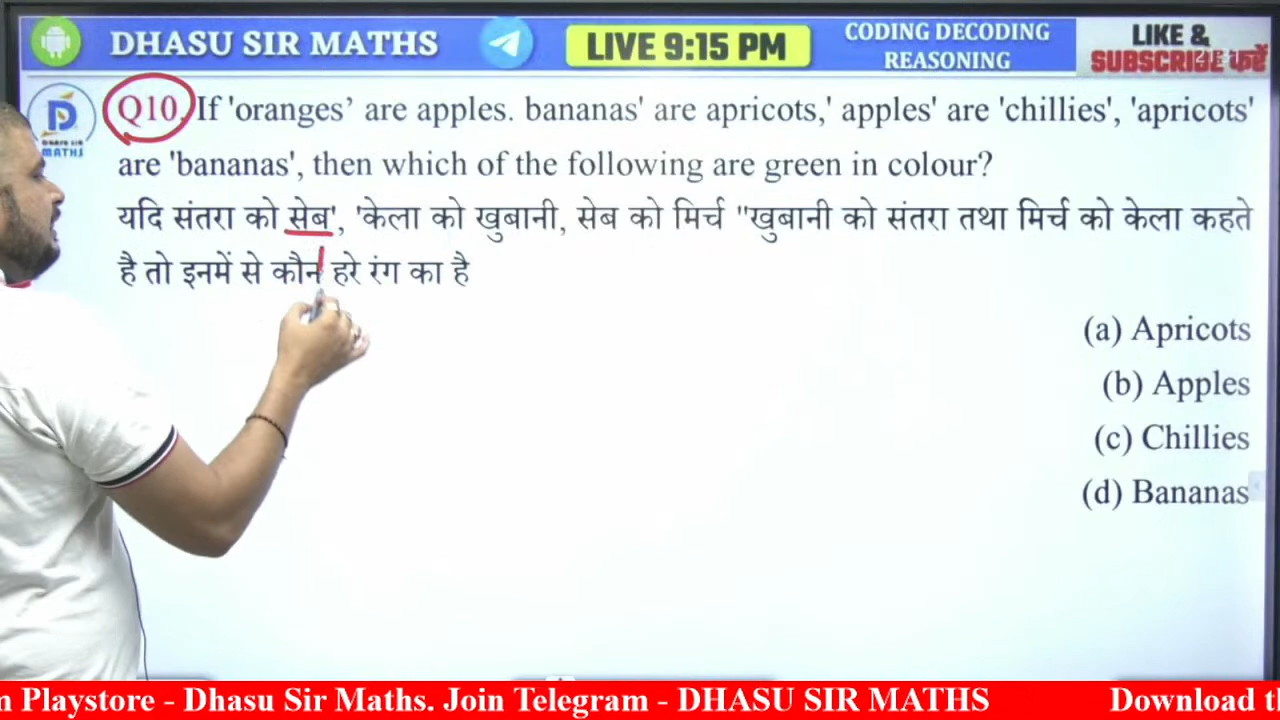 DHASU SIR MATHS
LIVE 9:15 PM
CODING DECODING
REASONING
LIKE &
SUBSCRIBE करें
DHASU SIR
MATHS
Q10. If 'oranges’ are apples. bananas' are apricots,' apples' are 'chillies', 'apricots'
are 'bananas', then which of the following are green in colour?
यदि संतरा को सेब', 'केला को खुबानी, सेब को मिर्च "खुबानी को संतरा तथा मिर्च को केला कहते
है तो इनमें से कौन हरे रंग का है
(a) Apricots
(b) Apples
(c) Chillies
(d) Bananas
m Playstore - Dhasu Sir Maths. Join Telegram - DHASU SIR MATHS
Download th